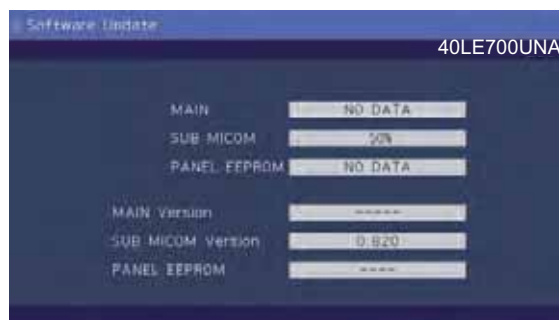 Software Update
40LE700UNA
MAIN NO DATA
SUB MICOM 50%
PANEL EEPROM NO DATA
MAIN Version -----
SUB MICOM Version 0.820
PANEL EEPROM ----